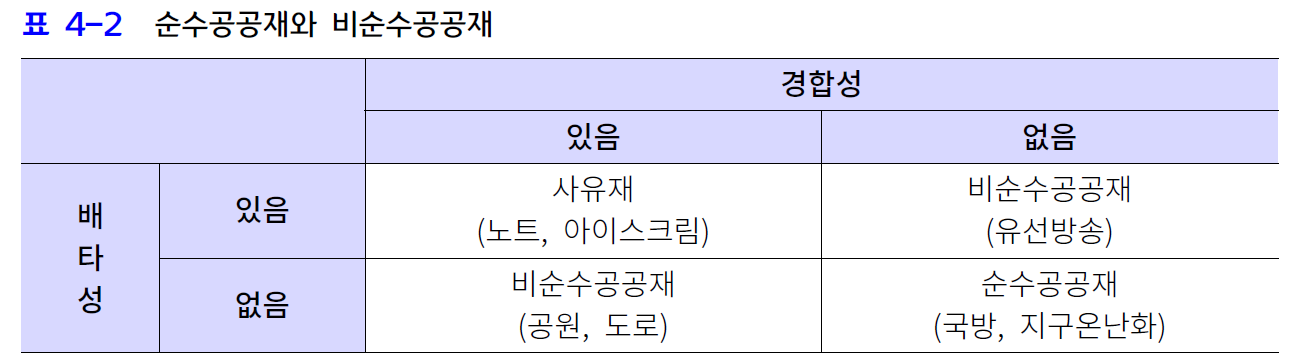 표 4-2 순수공공재와 비순수공공재
경합성
있음 없음
배타성
있음
사유재
(노트, 아이스크림)
비순수공공재
(유선방송)
없음
비순수공공재
(공원, 도로)
순수공공재
(국방, 지구온난화)